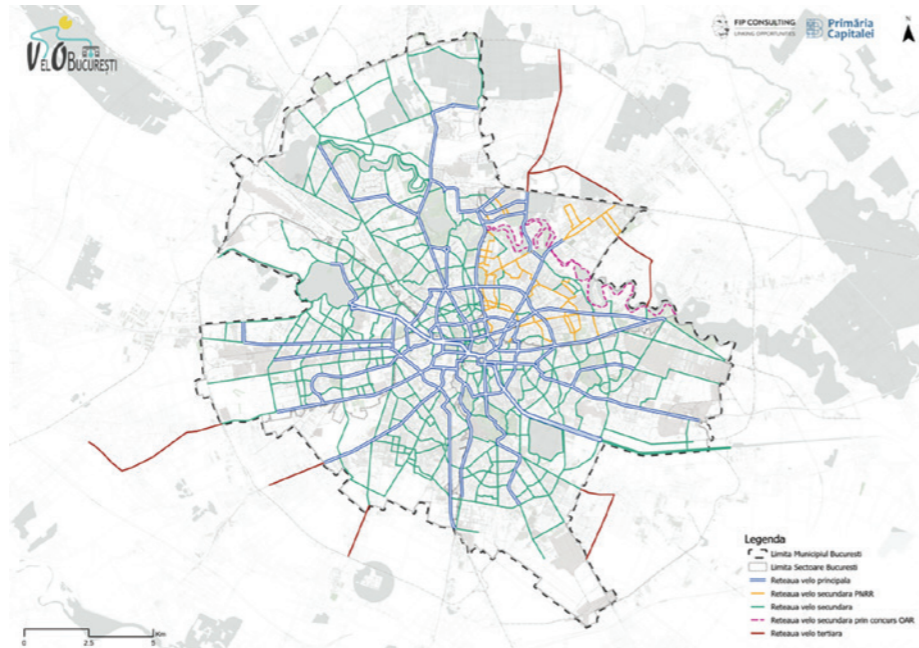 VelO BUCUREȘTI
FIP CONSULTING
LINKING OPPORTUNITIES
Primăria
Capitalei
N
Legenda
Limita Municipiul Bucuresti
Limita Sectoare Bucuresti
Reteaua velo principala
Reteaua velo secundara PNRR
Reteaua velo secundara
Reteaua velo secundara prin concurs OAR
Reteaua velo tertiara
0 2.5 5 Km